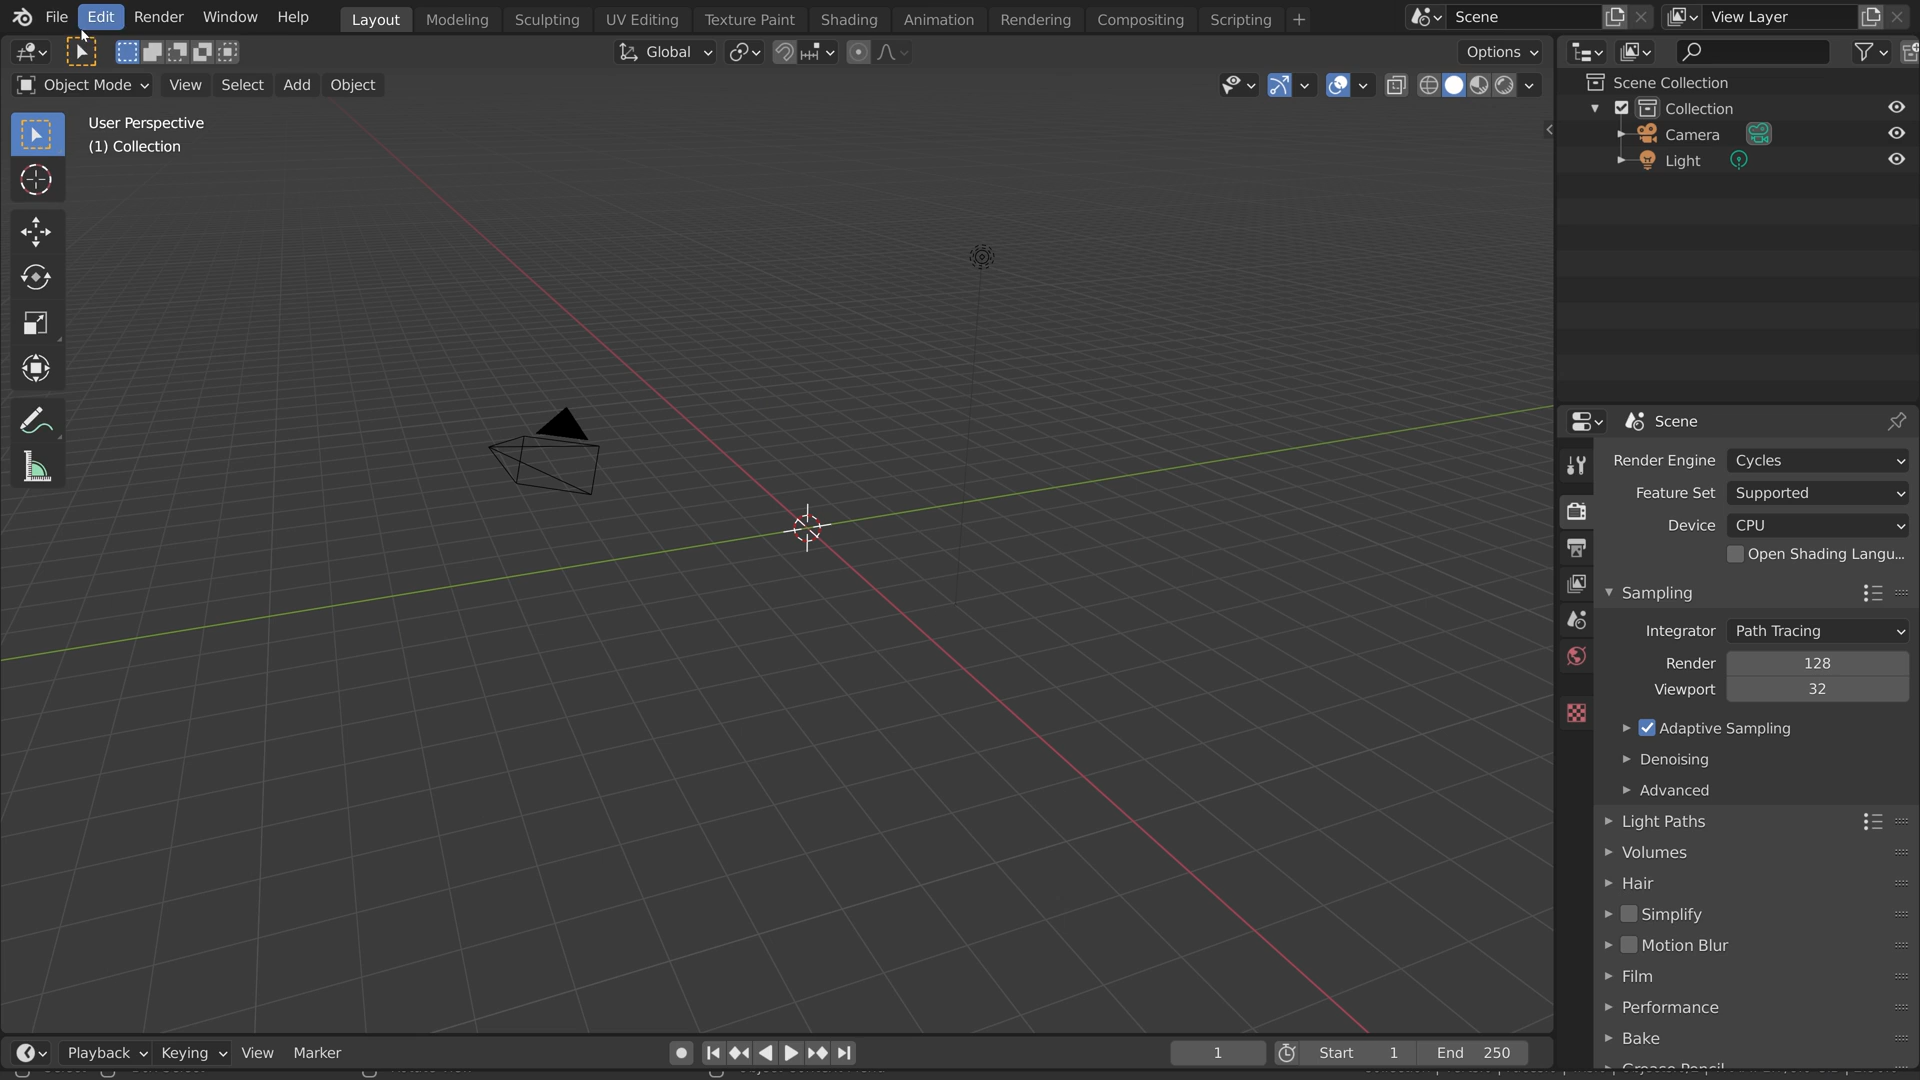 File Edit Render Window Help Layout Modeling Sculpting UV Editing Texture Paint Shading Animation Rendering Compositing Scripting + Scene View Layer
Global Options
Object Mode View Select Add Object
User Perspective
(1) Collection
Scene Collection
Collection
Camera
Light
Scene
Render Engine Cycles
Feature Set Supported
Device CPU
Open Shading Langu...
Sampling
Integrator Path Tracing
Render 128
Viewport 32
Adaptive Sampling
Denoising
Advanced
Light Paths
Volumes
Hair
Simplify
Motion Blur
Film
Performance
Bake
Grease Pencil
Playback Keying View Marker 1 Start 1 End 250